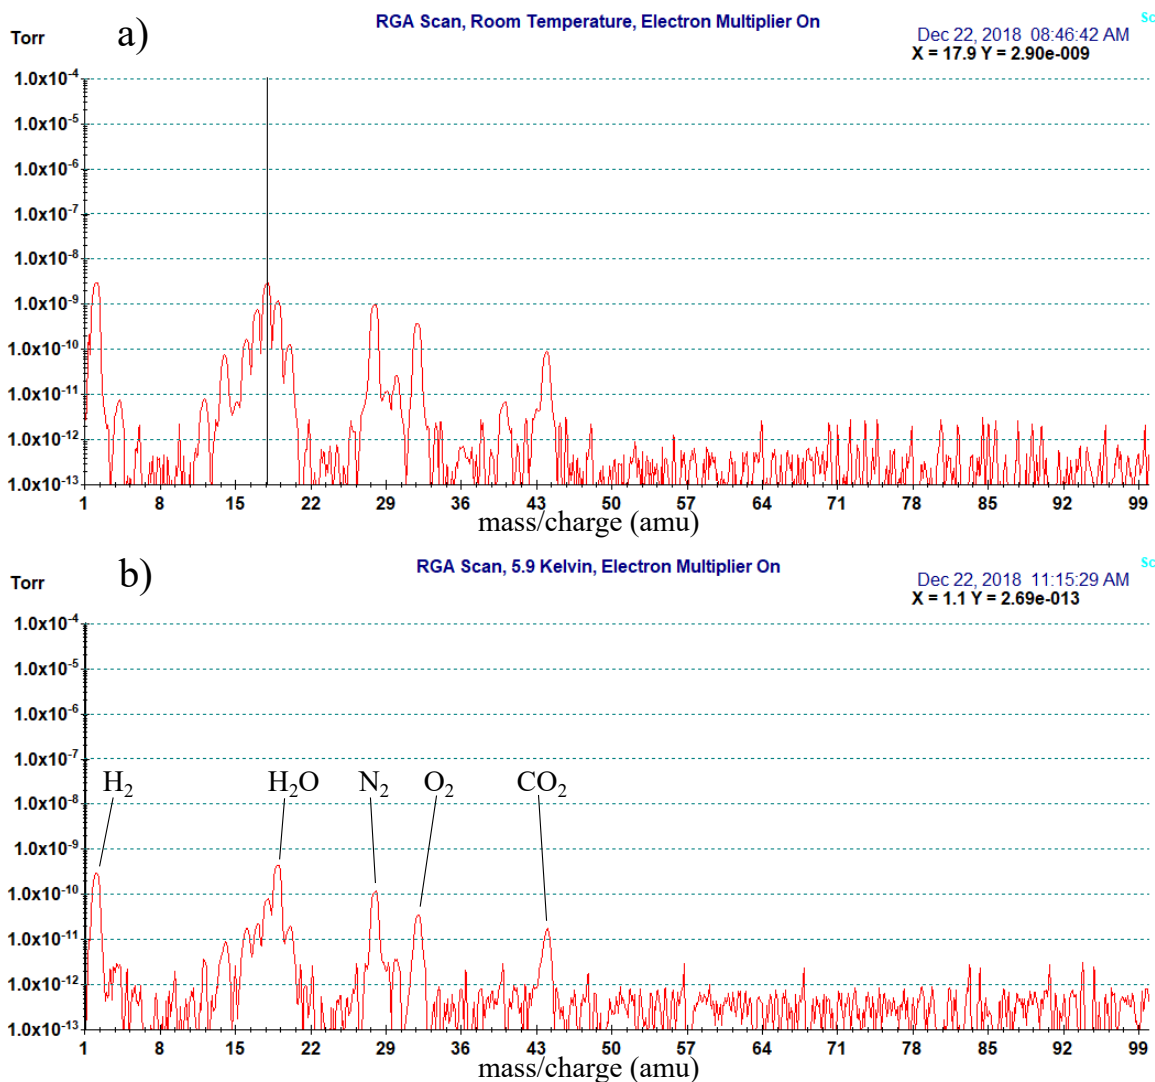 RGA Scan, Room Temperature, Electron Multiplier On
Sc
Torr
a)
Dec 22, 2018 08:46:42 AM
X = 17.9 Y = 2.90e-009
1.0x10⁻⁴
1.0x10⁻⁵
1.0x10⁻⁶
1.0x10⁻⁷
1.0x10⁻⁸
1.0x10⁻⁹
1.0x10⁻¹⁰
1.0x10⁻¹¹
1.0x10⁻¹²
1.0x10⁻¹³
1 8 15 22 29 36 43 50 57 64 71 78 85 92 99
mass/charge (amu)
RGA Scan, 5.9 Kelvin, Electron Multiplier On
Sc
Torr
b)
Dec 22, 2018 11:15:29 AM
X = 1.1 Y = 2.69e-013
1.0x10⁻⁴
1.0x10⁻⁵
1.0x10⁻⁶
1.0x10⁻⁷
H₂ H₂O N₂ O₂ CO₂
1.0x10⁻⁸
1.0x10⁻⁹
1.0x10⁻¹⁰
1.0x10⁻¹¹
1.0x10⁻¹²
1.0x10⁻¹³
1 8 15 22 29 36 43 50 57 64 71 78 85 92 99
mass/charge (amu)